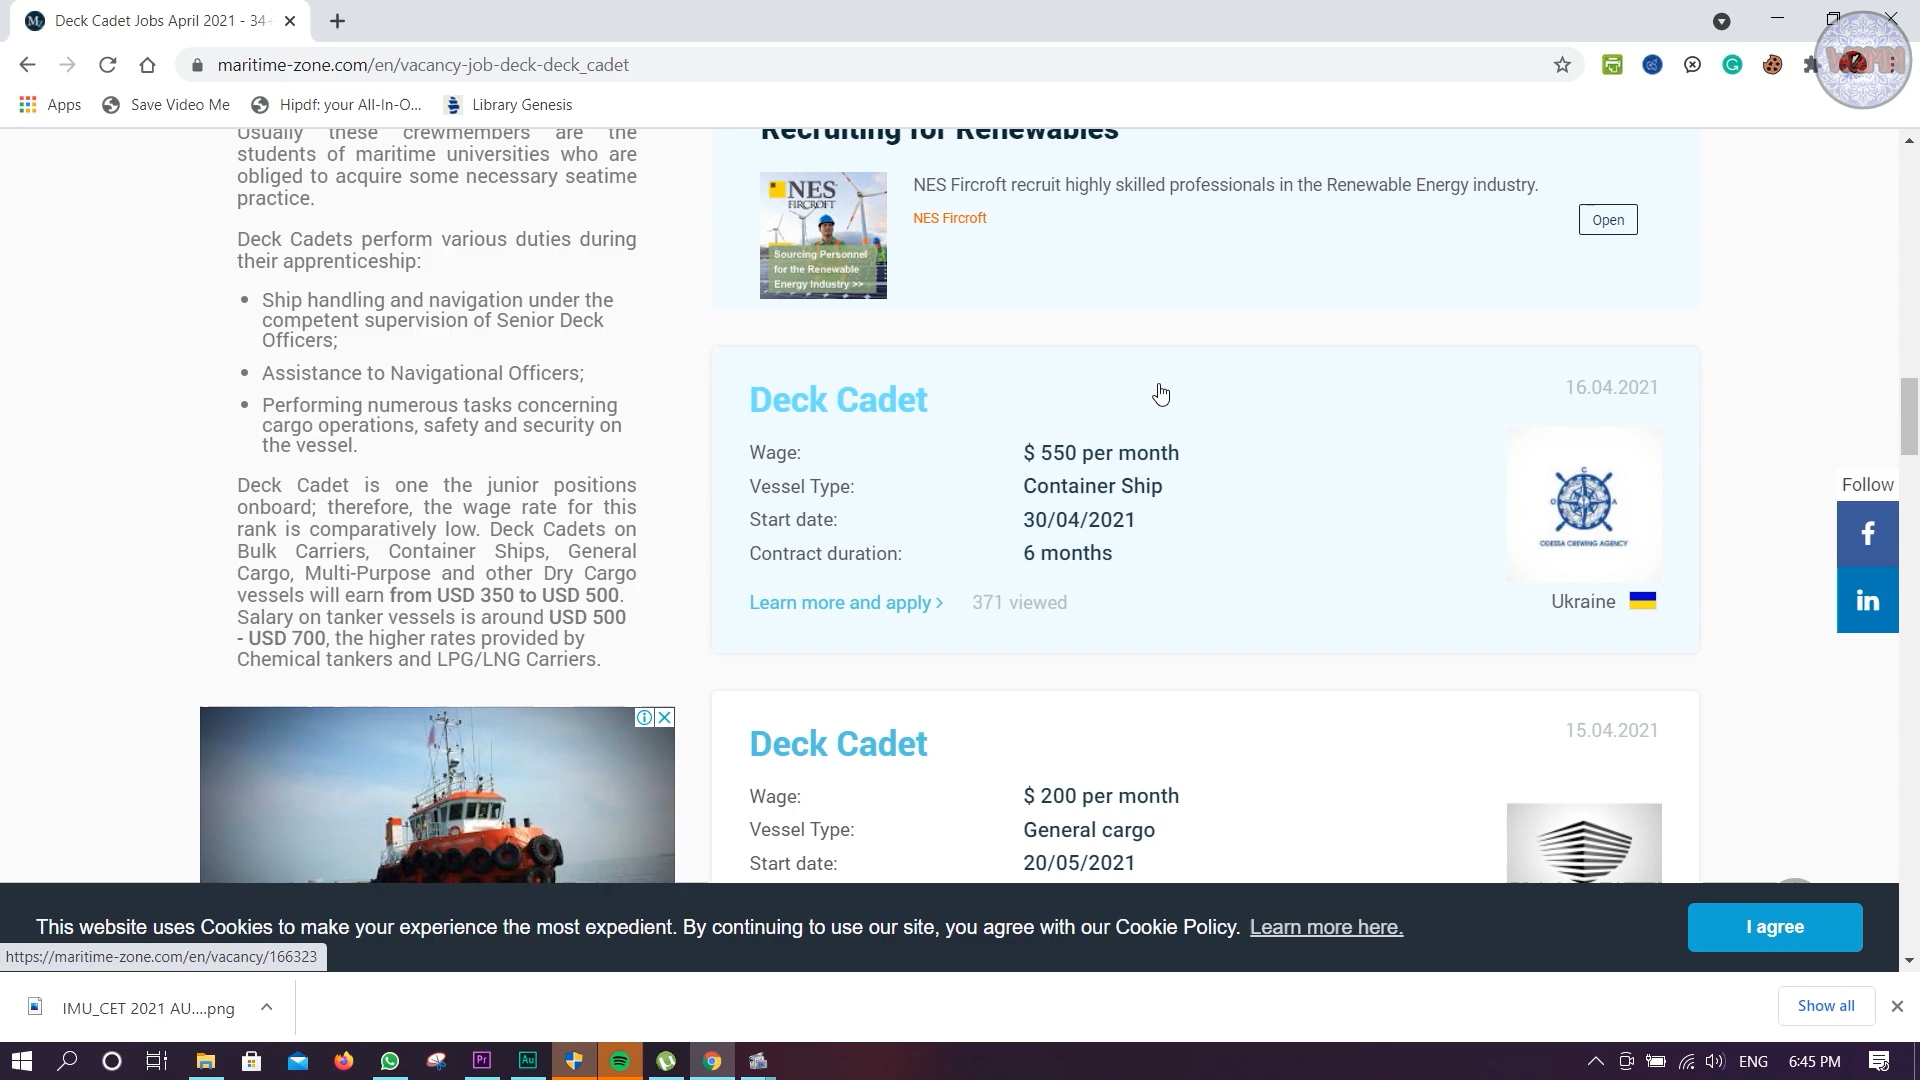 Deck Cadet Jobs April 2021 - 34+
maritime-zone.com/en/vacancy-job-deck-deck_cadet
WOMN
Apps
Save Video Me
Hipdf: your All-In-O...
Library Genesis
Usually these crewmembers are the
students of maritime universities who are
obliged to acquire some necessary seatime
practice.
Deck Cadets perform various duties during
their apprenticeship:
• Ship handling and navigation under the
competent supervision of Senior Deck
Officers;
• Assistance to Navigational Officers;
• Performing numerous tasks concerning
cargo operations, safety and security on
the vessel.
Deck Cadet is one the junior positions
onboard; therefore, the wage rate for this
rank is comparatively low. Deck Cadets on
Bulk Carriers, Container Ships, General
Cargo, Multi-Purpose and other Dry Cargo
vessels will earn from USD 350 to USD 500.
Salary on tanker vessels is around USD 500
- USD 700, the higher rates provided by
Chemical tankers and LPG/LNG Carriers.
Recruiting for Renewables
NES
FIRCROFT
Sourcing Personnel
for the Renewable
Energy Industry >>
NES Fircroft recruit highly skilled professionals in the Renewable Energy industry.
NES Fircroft
Open
Deck Cadet
16.04.2021
Wage: $ 550 per month
Vessel Type: Container Ship
Start date: 30/04/2021
Contract duration: 6 months
Learn more and apply > 371 viewed
O C A
ODESSA CREWING AGENCY
Ukraine
Follow
f
in
Deck Cadet
15.04.2021
Wage: $ 200 per month
Vessel Type: General cargo
Start date: 20/05/2021
This website uses Cookies to make your experience the most expedient. By continuing to use our site, you agree with our Cookie Policy. Learn more here.
I agree
https://maritime-zone.com/en/vacancy/166323
IMU_CET 2021 AU....png
Show all
Pr
Au
ENG
6:45 PM